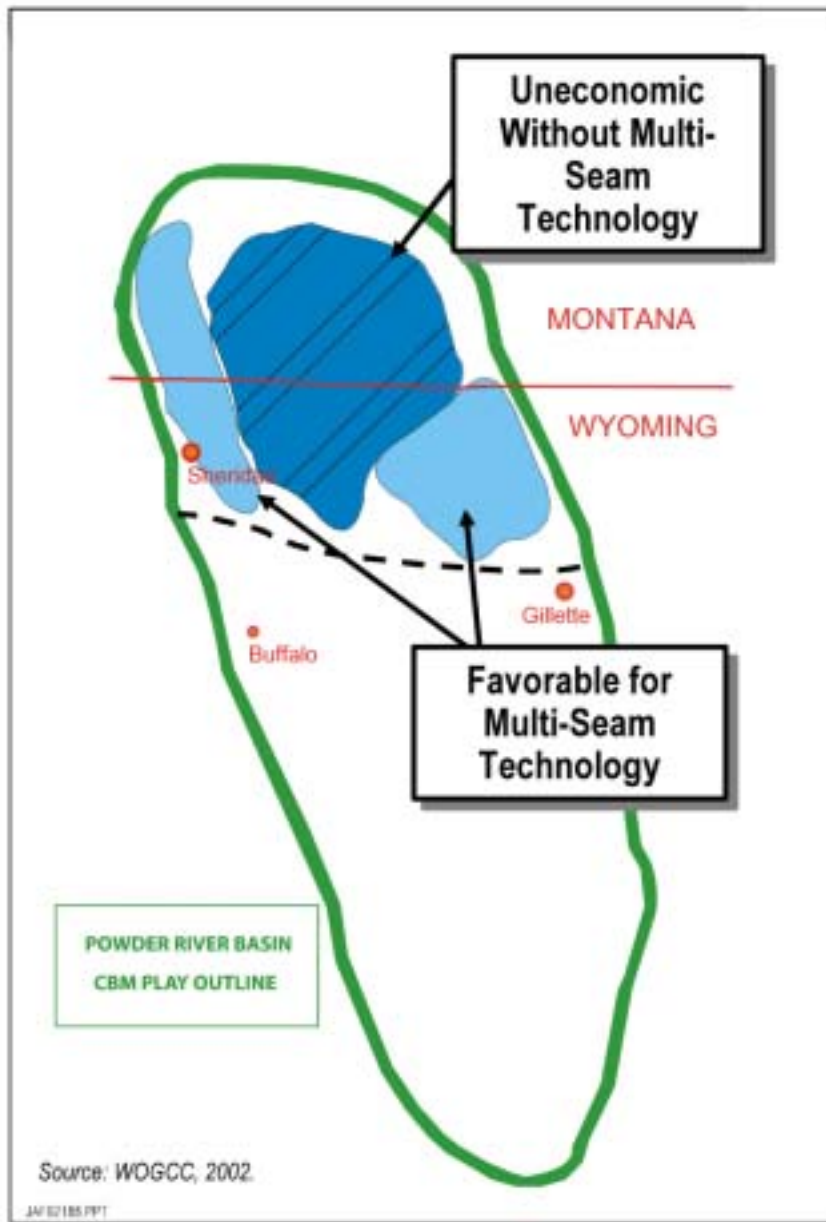 Uneconomic
Without Multi-
Seam
Technology
MONTANA
WYOMING
Sheridan
Gillette
Buffalo
Favorable for
Multi-Seam
Technology
POWDER RIVER BASIN
CBM PLAY OUTLINE
Source: WOGCC, 2002.